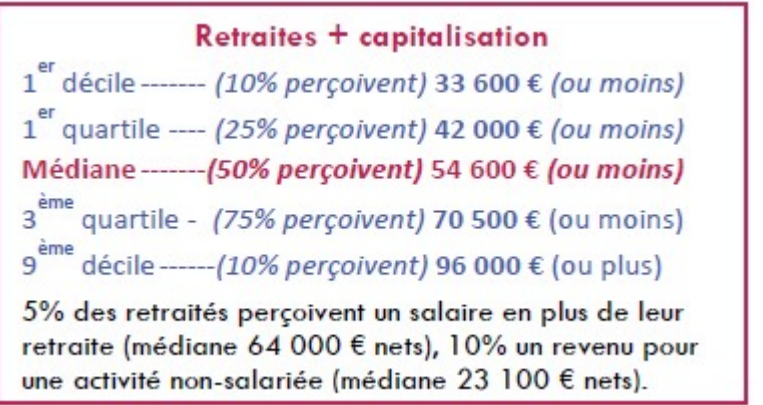 Retraites + capitalisation
1er décile ------- (10% perçoivent) 33 600 € (ou moins)
1er quartile ---- (25% perçoivent) 42 000 € (ou moins)
Médiane -------(50% perçoivent) 54 600 € (ou moins)
3ème quartile - (75% perçoivent) 70 500 € (ou moins)
9ème décile ------(10% perçoivent) 96 000 € (ou plus)
5% des retraités perçoivent un salaire en plus de leur
retraite (médiane 64 000 € nets), 10% un revenu pour
une activité non-salariée (médiane 23 100 € nets).